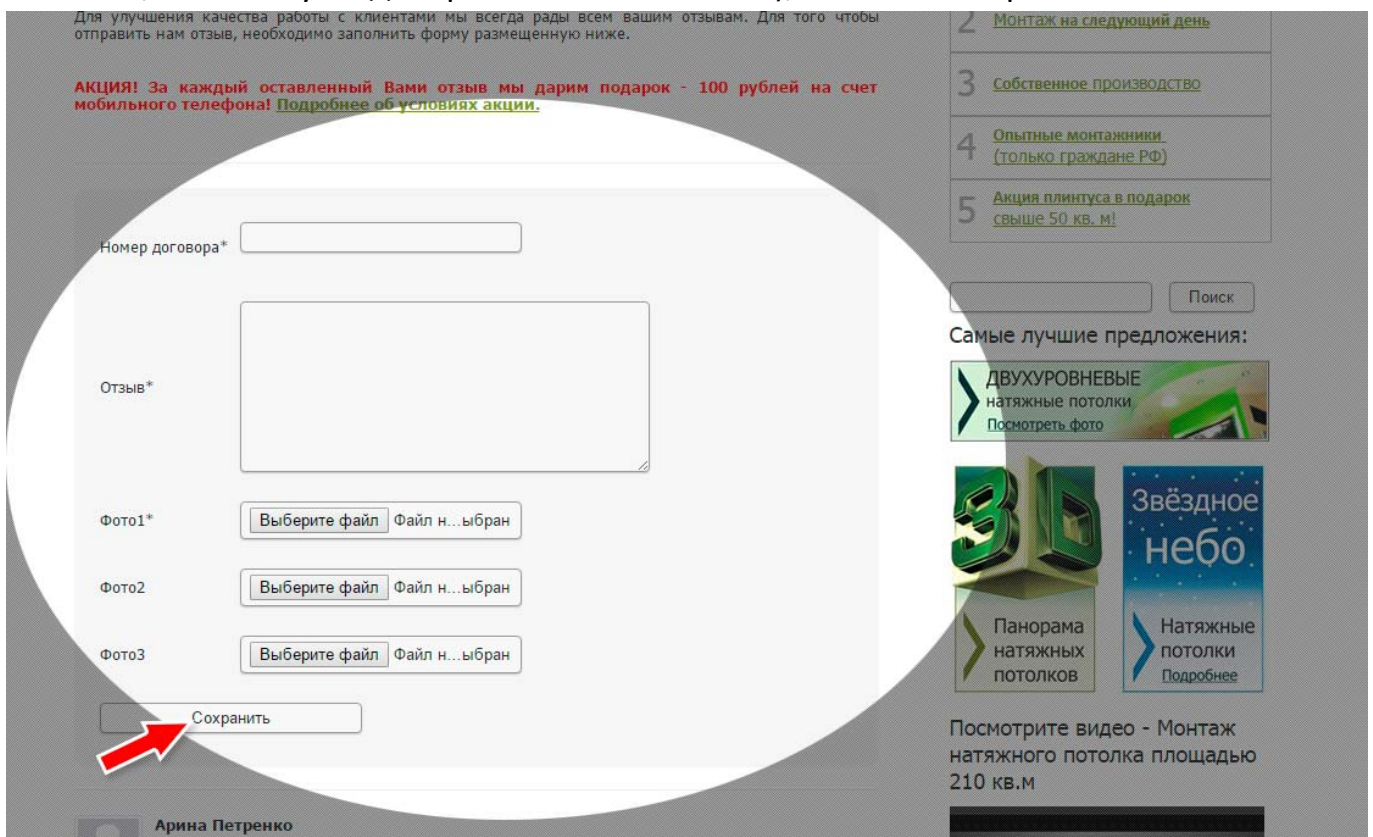 Для улучшения качества работы с клиентами мы всегда рады всем вашим отзывам. Для того чтобы
отправить нам отзыв, необходимо заполнить форму размещенную ниже.
АКЦИЯ! За каждый оставленный Вами отзыв мы дарим подарок - 100 рублей на счет
мобильного телефона! Подробнее об условиях акции.
Номер договора*
Отзыв*
Фото1*
Выберите файл Файл н...ыбран
Фото2
Выберите файл Файл н...ыбран
Фото3
Выберите файл Файл н...ыбран
Сохранить
Арина Петренко
2 Монтаж на следующий день
3 Собственное производство
4 Опытные монтажники
(только граждане РФ)
5 Акция плинтуса в подарок
свыше 50 кв. м!
Поиск
Самые лучшие предложения:
ДВУХУРОВНЕВЫЕ
натяжные потолки
Посмотреть фото
3D
Панорама
натяжных
потолков
Звёздное
небо
Натяжные
потолки
Подробнее
Посмотрите видео - Монтаж
натяжного потолка площадью
210 кв.м